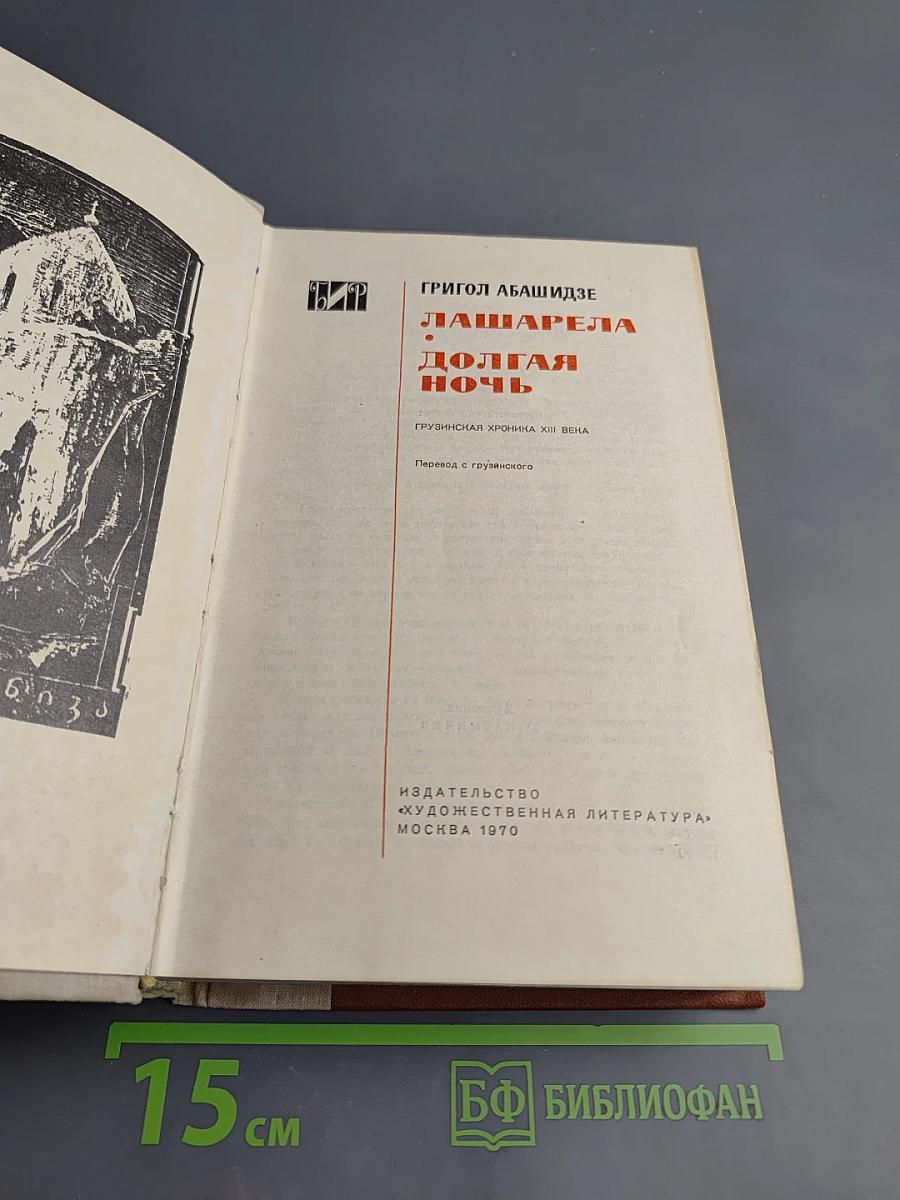 БИР
ГРИГОЛ АБАШИДЗЕ
ЛАШАРЕЛА
•
ДОЛГАЯ
НОЧЬ
ГРУЗИНСКАЯ ХРОНИКА XIII ВЕКА
Перевод с грузинского
ИЗДАТЕЛЬСТВО
«ХУДОЖЕСТВЕННАЯ ЛИТЕРАТУРА»
МОСКВА 1970
15 см
БФ БИБЛИОФАН